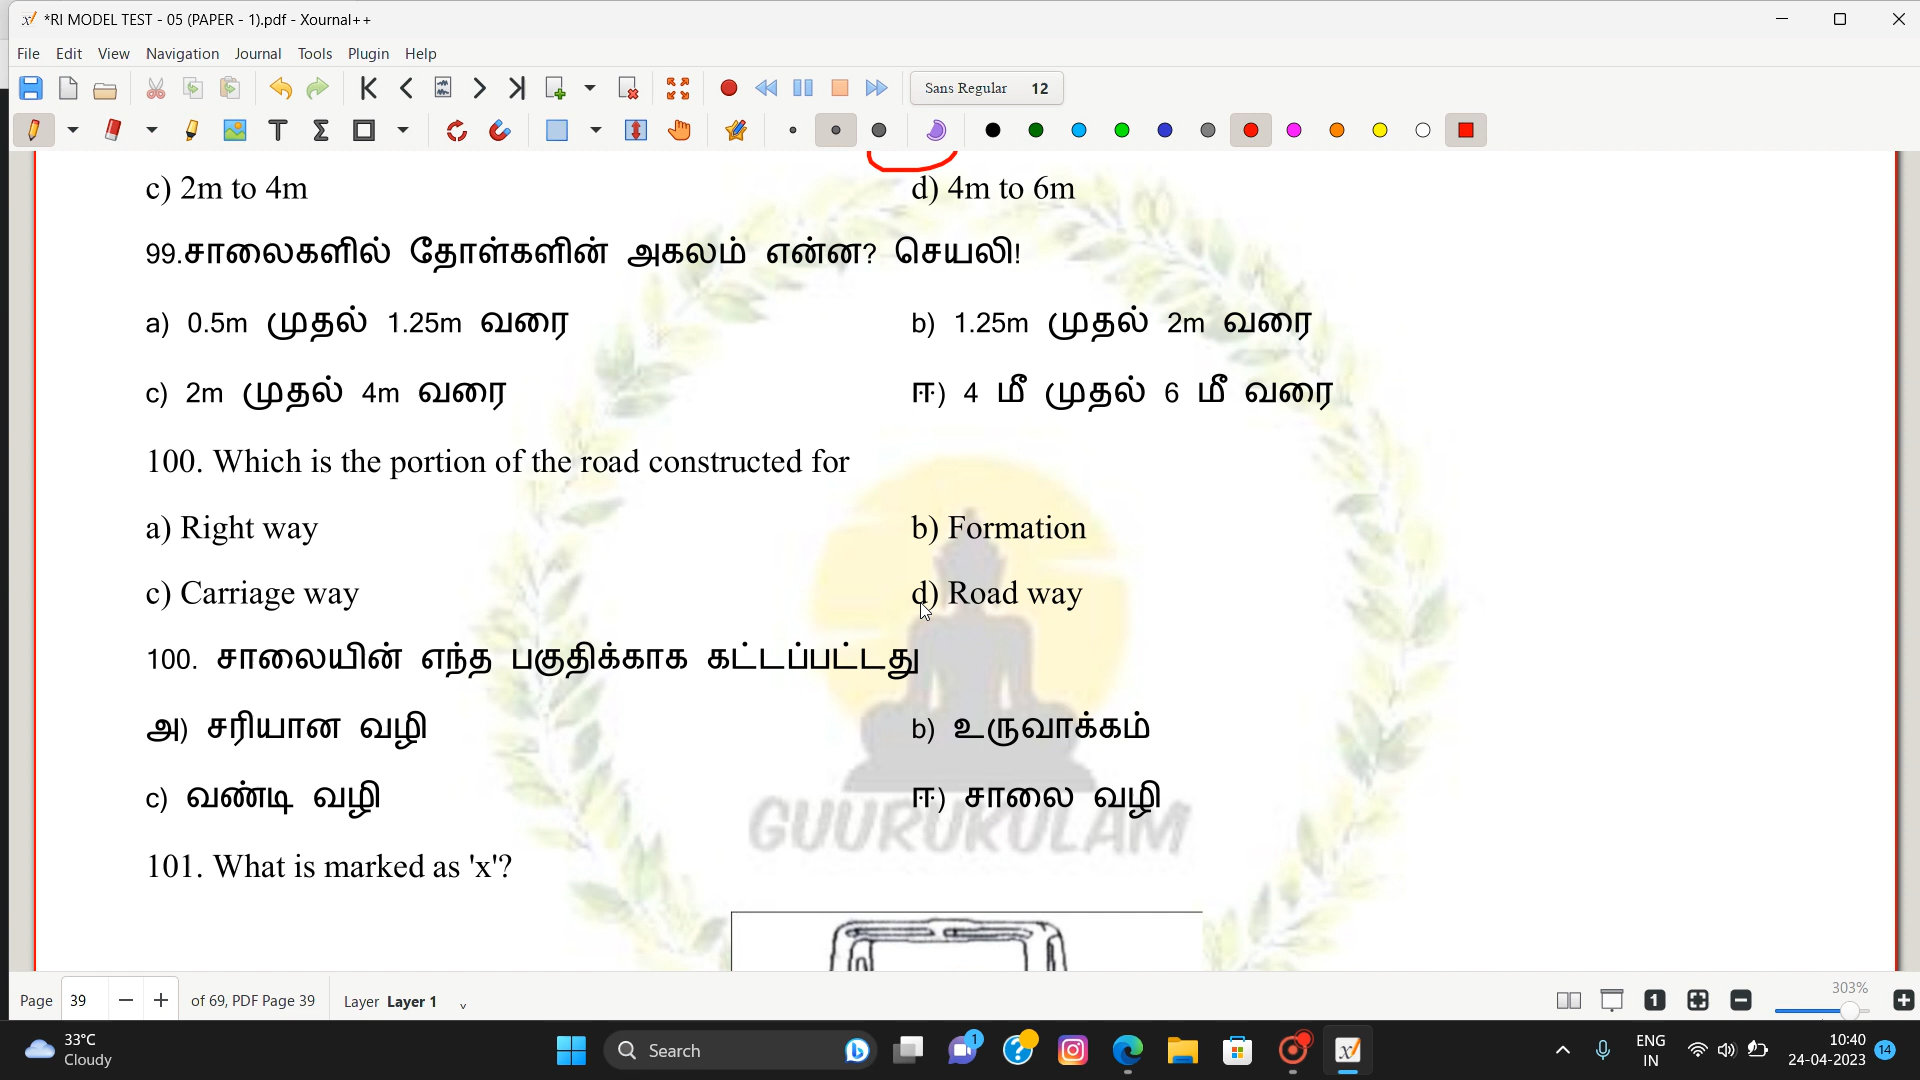 *RI MODEL TEST - 05 (PAPER - 1).pdf - Xournal++
File Edit View Navigation Journal Tools Plugin Help
Sans Regular 12
c) 2m to 4m d) 4m to 6m
99.சாலைகளில் தோள்களின் அகலம் என்ன? செயலி!
a) 0.5m முதல் 1.25m வரை b) 1.25m முதல் 2m வரை
c) 2m முதல் 4m வரை ஈ) 4 மீ முதல் 6 மீ வரை
100. Which is the portion of the road constructed for
a) Right way b) Formation
c) Carriage way d) Road way
100. சாலையின் எந்த பகுதிக்காக கட்டப்பட்டது
அ) சரியான வழி b) உருவாக்கம்
c) வண்டி வழி ஈ) சாலை வழி
GUURUKULAM
101. What is marked as 'x'?
Page 39 of 69, PDF Page 39 Layer Layer 1 303%
33°C
Cloudy
Search
1
ENG
IN
10:40
24-04-2023
14